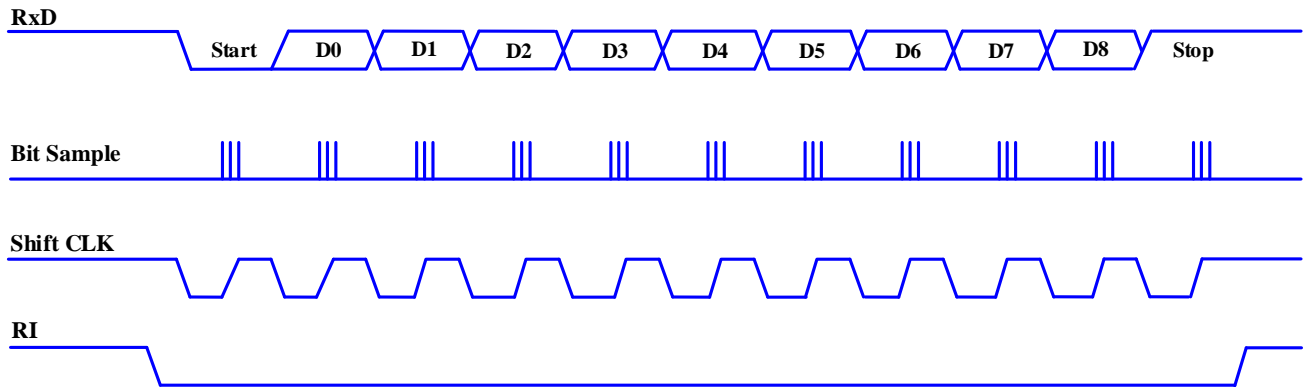 RxD
Start D0 D1 D2 D3 D4 D5 D6 D7 D8 Stop
Bit Sample
Shift CLK
RI